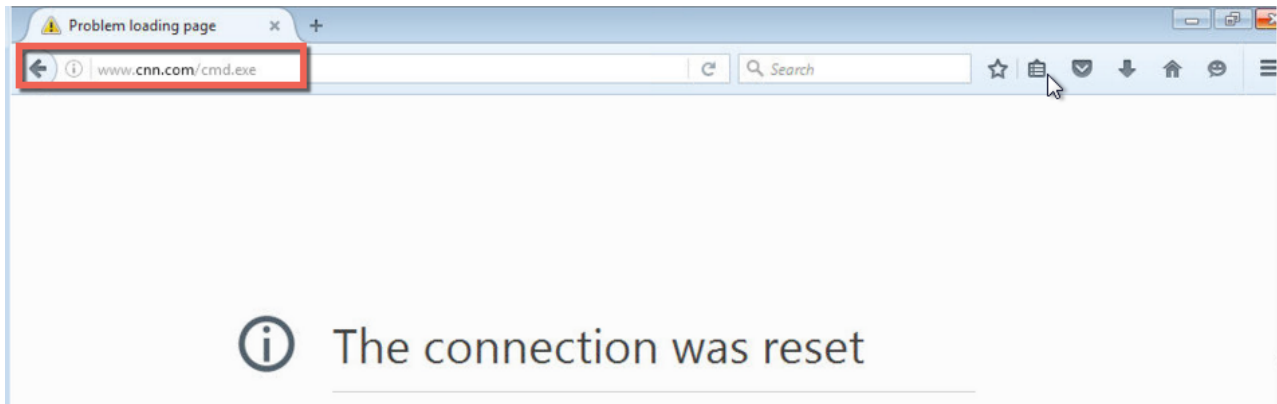 Problem loading page
www.cnn.com/cmd.exe
Search
The connection was reset